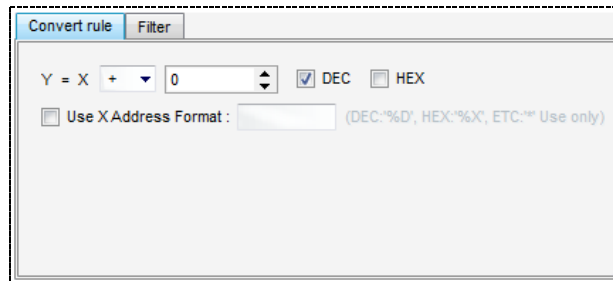 Convert rule Filter
Y = X + 0 DEC HEX
Use X Address Format : (DEC:'%D', HEX:'%X', ETC:'*' Use only)